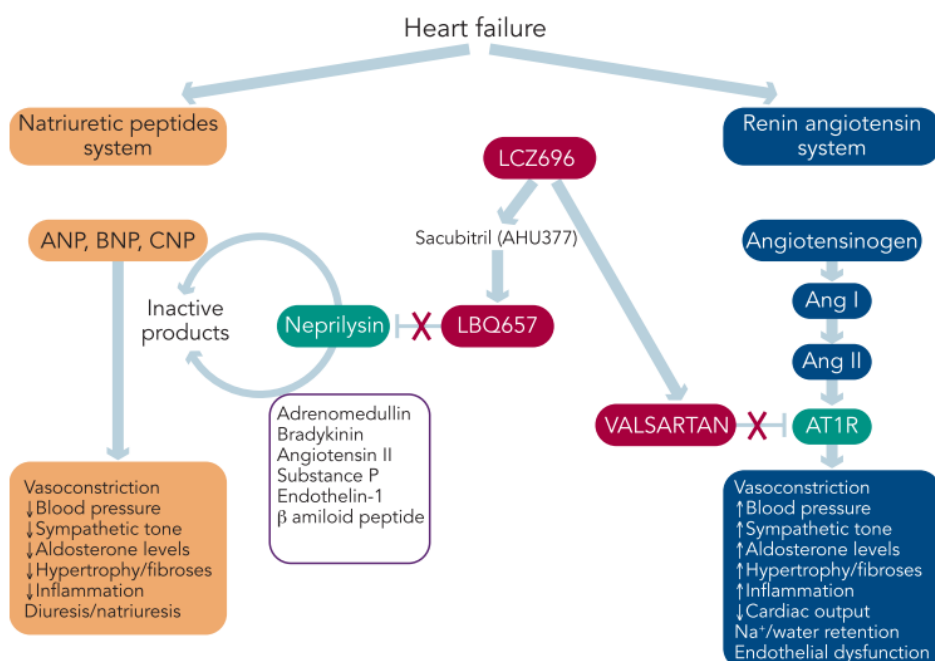 Heart failure
Natriuretic peptides
system
Renin angiotensin
system
LCZ696
Sacubitril (AHU377)
ANP, BNP, CNP
Inactive
products
Neprilysin
X
LBQ657
Angiotensinogen
Ang I
Ang II
VALSARTAN
X
AT1R
Adrenomedullin
Bradykinin
Angiotensin II
Substance P
Endothelin-1
β amiloid peptide
Vasoconstriction
↓Blood pressure
↓Sympathetic tone
↓Aldosterone levels
↓Hypertrophy/fibroses
↓Inflammation
Diuresis/natriuresis
Vasoconstriction
↑Blood pressure
↑Sympathetic tone
↑Aldosterone levels
↑Hypertrophy/fibroses
↑Inflammation
↓Cardiac output
Na⁺/water retention
Endothelial dysfunction